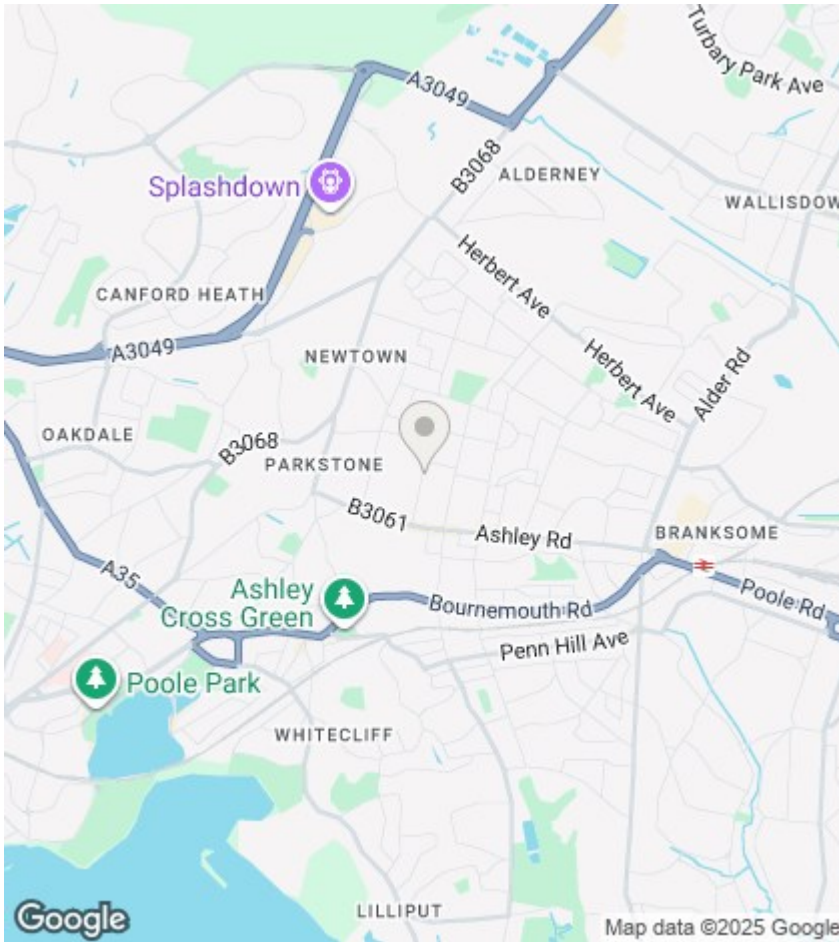 Turbary Park Ave
A3049
B3068
ALDERNEY
Splashdown
WALLISDOW
Herbert Ave
CANFORD HEATH
A3049
NEWTOWN
Herbert Ave
Alder Rd
OAKDALE
B3068
PARKSTONE
B3061
Ashley Rd
BRANKSOME
A35
Ashley
Cross Green
Bournemouth Rd
Poole Rd
Penn Hill Ave
Poole Park
WHITECLIFF
LILLIPUT
Google
Map data ©2025 Google